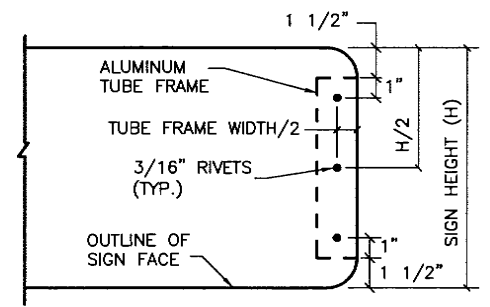 1 1/2"
ALUMINUM
TUBE FRAME
1"
TUBE FRAME WIDTH/2
H/2
SIGN HEIGHT (H)
3/16" RIVETS
(TYP.)
OUTLINE OF
SIGN FACE
1"
1 1/2"